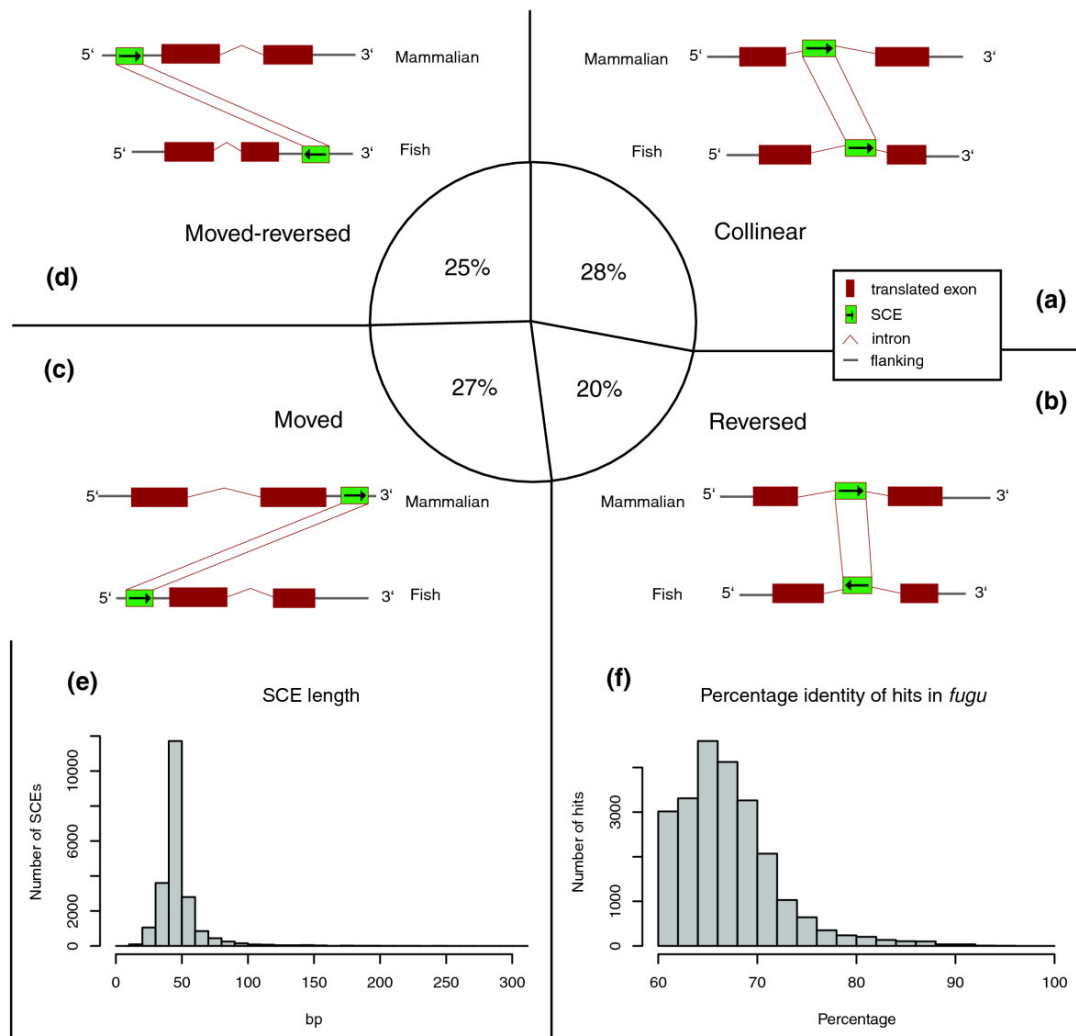 5‘
Mammalian
5‘
3‘
Fish
Moved-reversed
(d)
5‘
Mammalian
3‘
5‘
Fish
3‘
Collinear
(a)
25%
28%
27%
20%
translated exon
SCE
intron
flanking
(c)
Moved
5‘
3‘
Mammalian
5‘
Fish
3‘
(b)
Reversed
5‘
3‘
Mammalian
5‘
3‘
Fish
(e)
SCE length
Number of SCEs
0
2000
6000
10000
0 50 100 150 200 250 300
bp
(f)
Percentage identity of hits in fugu
Number of hits
0
1000
3000
60 70 80 90 100
Percentage
3‘